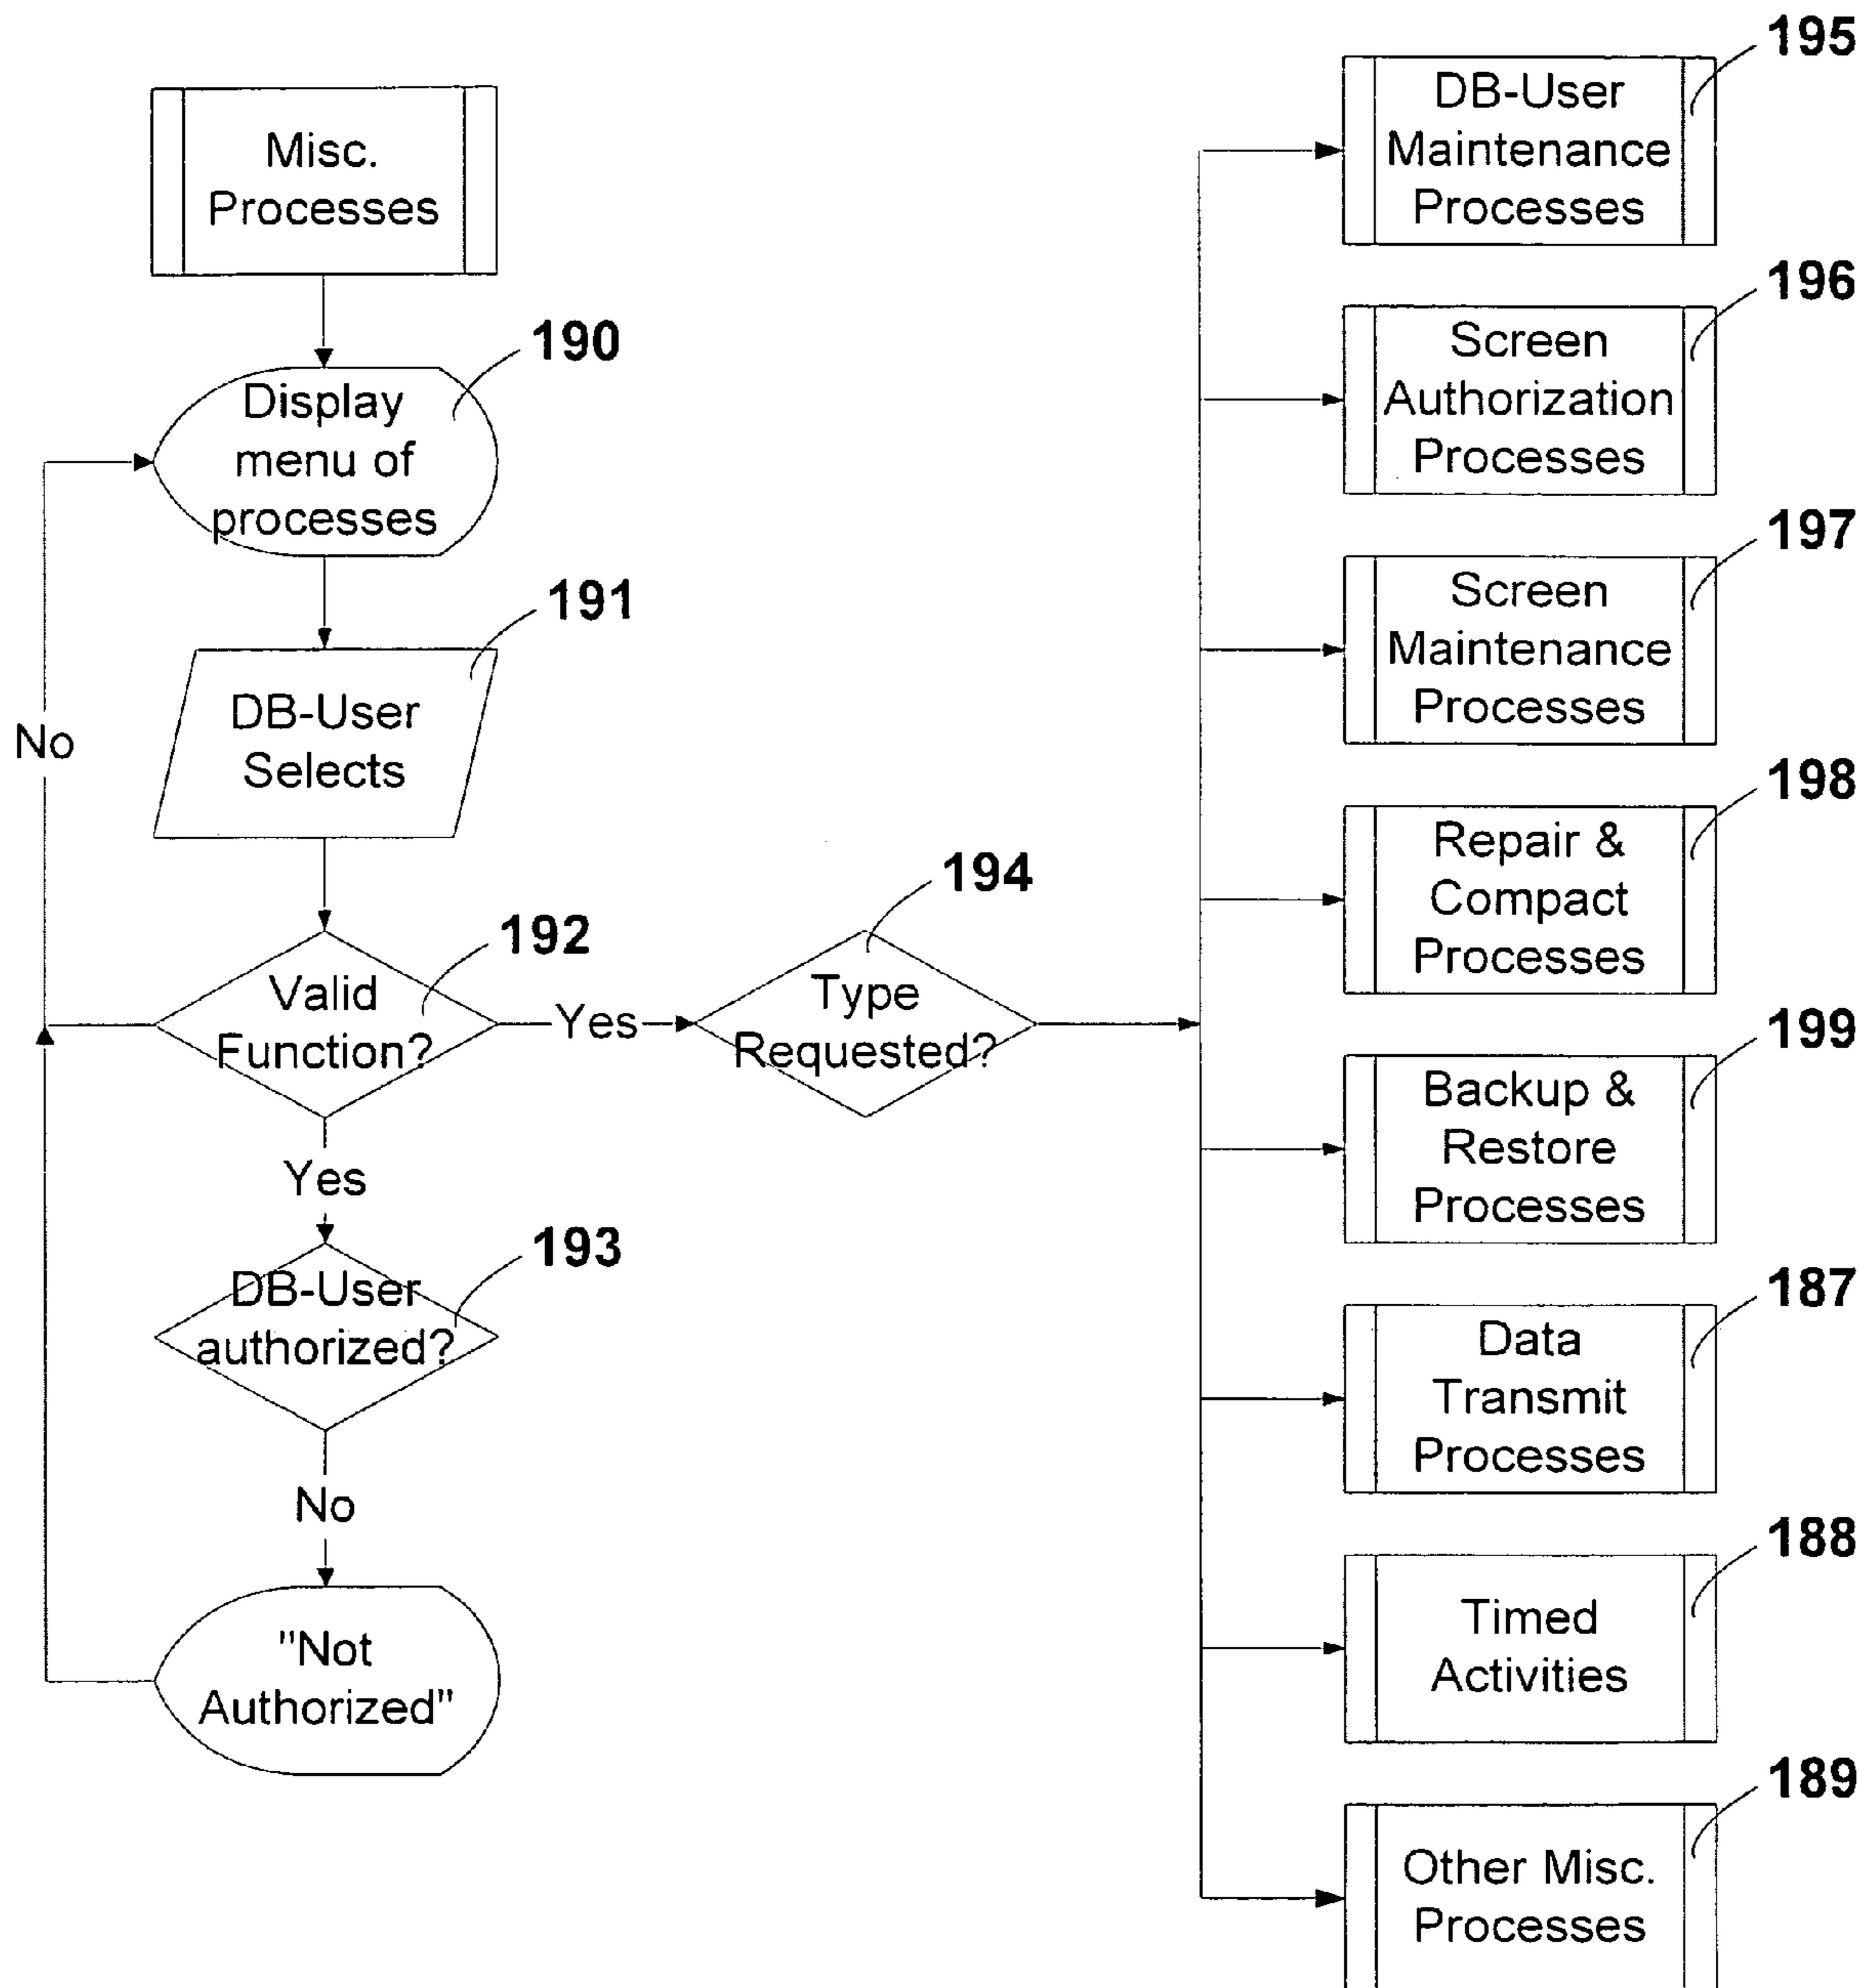 Misc.
Processes
190
Display
menu of
processes
191
DB-User
Selects
No
192
Valid
Function?
Yes
Yes
193
DB-User
authorized?
No
"Not
Authorized"
194
Type
Requested?
195
DB-User
Maintenance
Processes
196
Screen
Authorization
Processes
197
Screen
Maintenance
Processes
198
Repair &
Compact
Processes
199
Backup &
Restore
Processes
187
Data
Transmit
Processes
188
Timed
Activities
189
Other Misc.
Processes